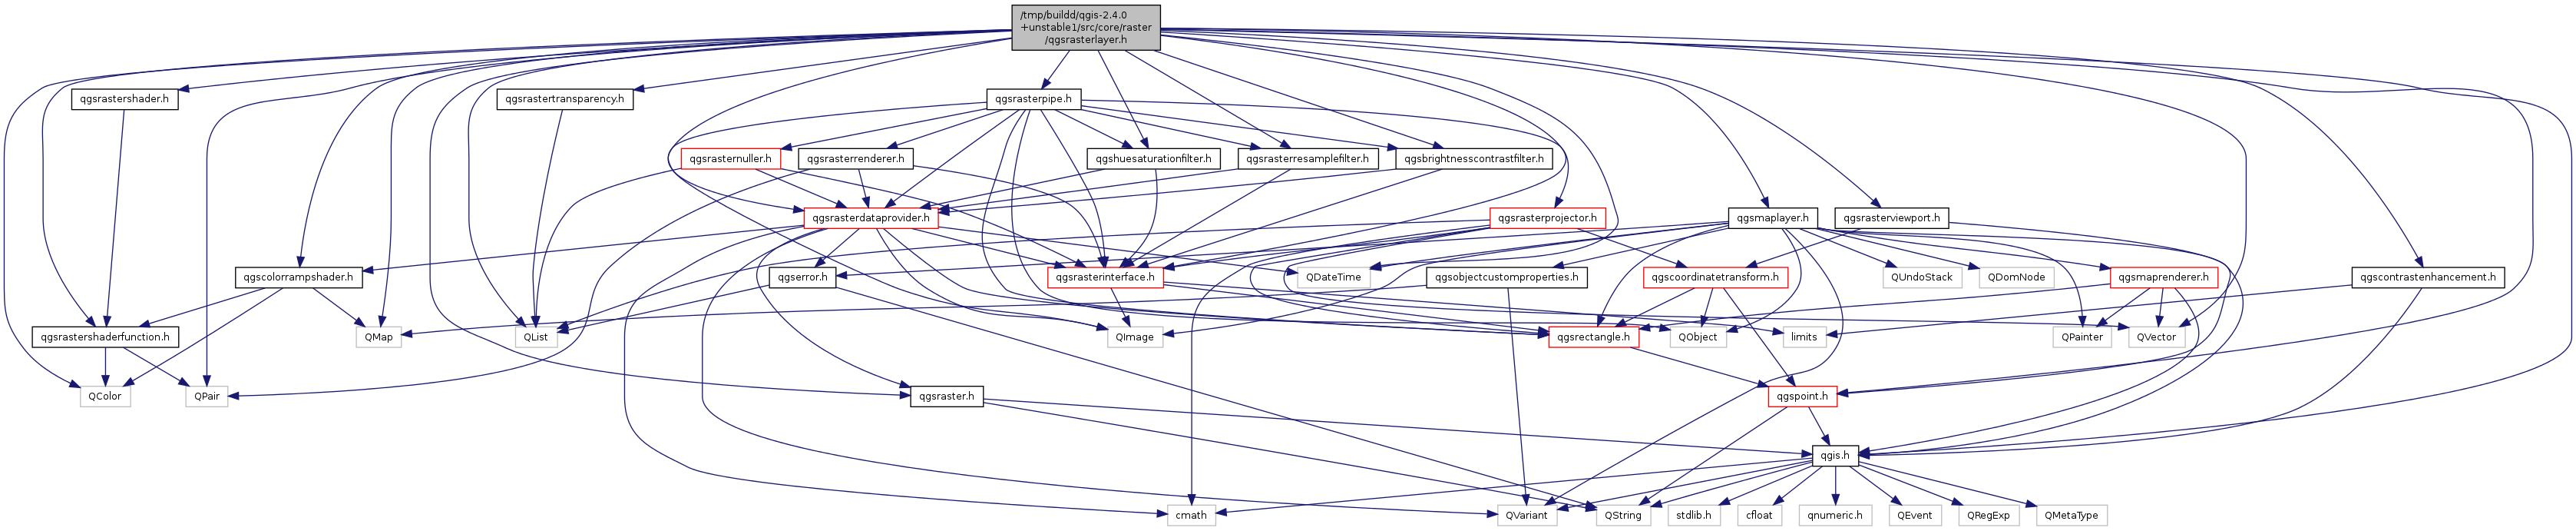 /tmp/buildd/qgis-2.4.0
+unstable1/src/core/raster
/qgsrasterlayer.h
qgsrastershader.h
qgsrastertransparency.h
qgsrasterpipe.h
qgsrasternuller.h
qgsrasterrenderer.h
qgshuesaturationfilter.h
qgsrasterresamplefilter.h
qgsbrightnesscontrastfilter.h
qgsrasterdataprovider.h
qgsrasterprojector.h
qgsmaplayer.h
qgsrasterviewport.h
qgscolorrampshader.h
qgserror.h
qgsrasterinterface.h
QDateTime
qgsobjectcustomproperties.h
qgscoordinatetransform.h
QUndoStack
QDomNode
qgsmaprenderer.h
qgscontrastenhancement.h
qgsrastershaderfunction.h
QMap
QList
QImage
qgsrectangle.h
QObject
limits
QPainter
QVector
QColor
QPair
qgsraster.h
qgspoint.h
qgis.h
cmath
QVariant
QString
stdlib.h
cfloat
qnumeric.h
QEvent
QRegExp
QMetaType